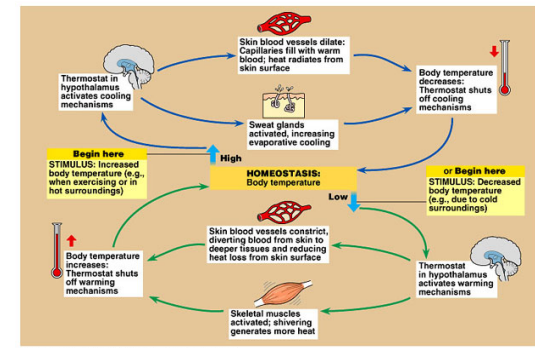 Skin blood vessels dilate:
Capillaries fill with warm
blood; heat radiates from
skin surface
Thermostat in
hypothalamus
activates cooling
mechanisms
Body temperature
decreases:
Thermostat shuts
off cooling
mechanisms
Sweat glands
activated, increasing
evaporative cooling
Begin here
STIMULUS: Increased
body temperature (e.g.,
when exercising or in
hot surroundings)
High
HOMEOSTASIS:
Body temperature
Low
or Begin here
STIMULUS: Decreased
body temperature
(e.g., due to cold
surroundings)
Skin blood vessels constrict,
diverting blood from skin to
deeper tissues and reducing
heat loss from skin surface
Body temperature
increases:
Thermostat shuts
off warming
mechanisms
Thermostat
in hypothalamus
activates warming
mechanisms
Skeletal muscles
activated; shivering
generates more heat